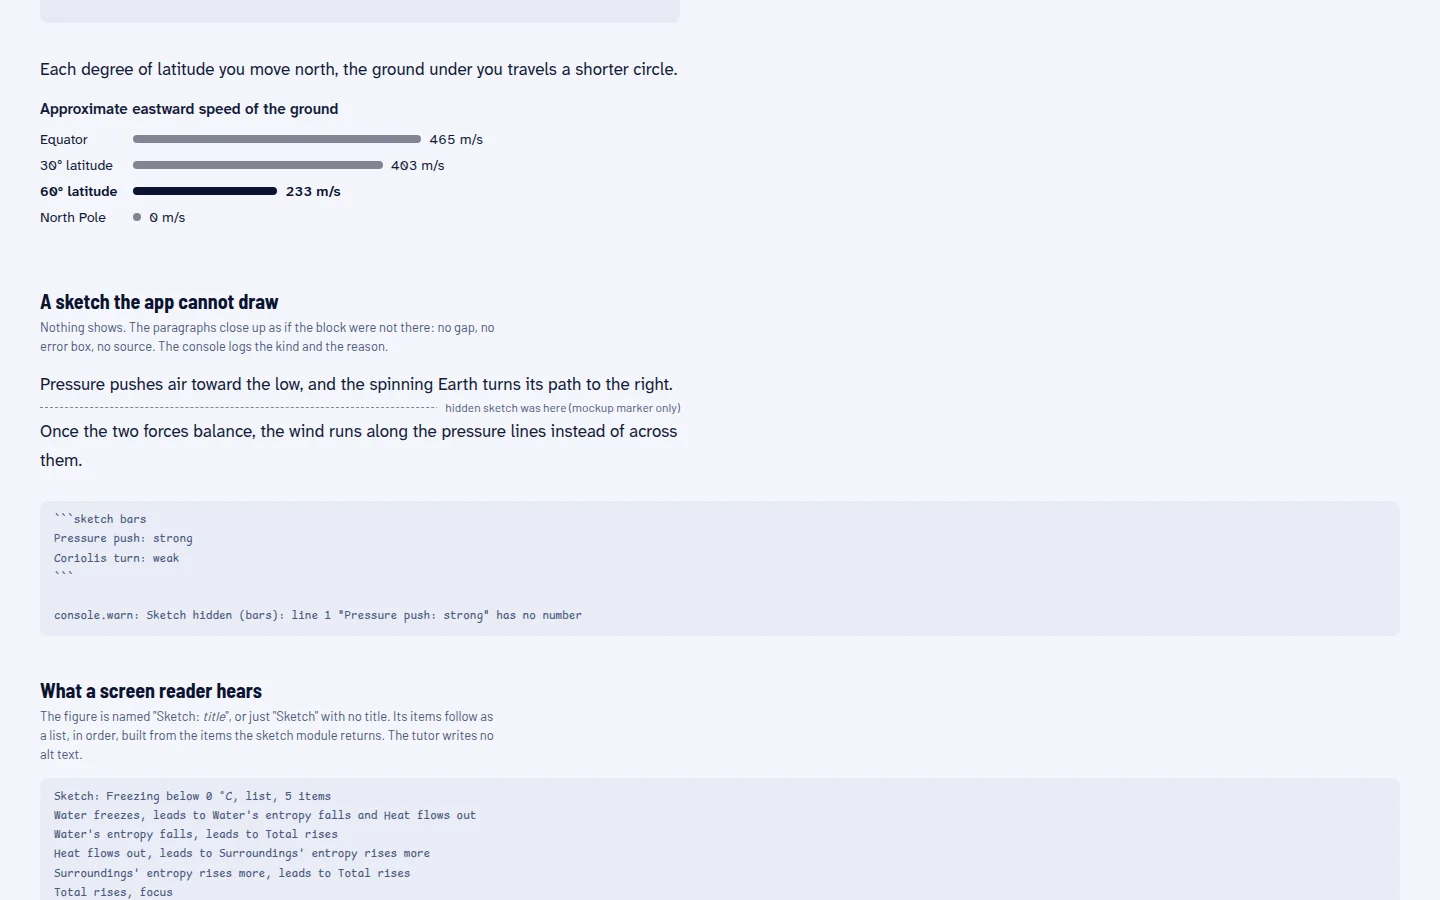 Each degree of latitude you move north, the ground under you travels a shorter circle.
Approximate eastward speed of the ground
Equator 465 m/s
30° latitude 403 m/s
60° latitude 233 m/s
North Pole 0 m/s
A sketch the app cannot draw
Nothing shows. The paragraphs close up as if the block were not there: no gap, no
error box, no source. The console logs the kind and the reason.
Pressure pushes air toward the low, and the spinning Earth turns its path to the right.
hidden sketch was here (mockup marker only)
Once the two forces balance, the wind runs along the pressure lines instead of across
them.
```sketch bars
Pressure push: strong
Coriolis turn: weak
```
console.warn: Sketch hidden (bars): line 1 "Pressure push: strong" has no number
What a screen reader hears
The figure is named "Sketch: title", or just "Sketch" with no title. Its items follow as
a list, in order, built from the items the sketch module returns. The tutor writes no
alt text.
Sketch: Freezing below 0 °C, list, 5 items
Water freezes, leads to Water's entropy falls and Heat flows out
Water's entropy falls, leads to Total rises
Heat flows out, leads to Surroundings' entropy rises more
Surroundings' entropy rises more, leads to Total rises
Total rises, focus